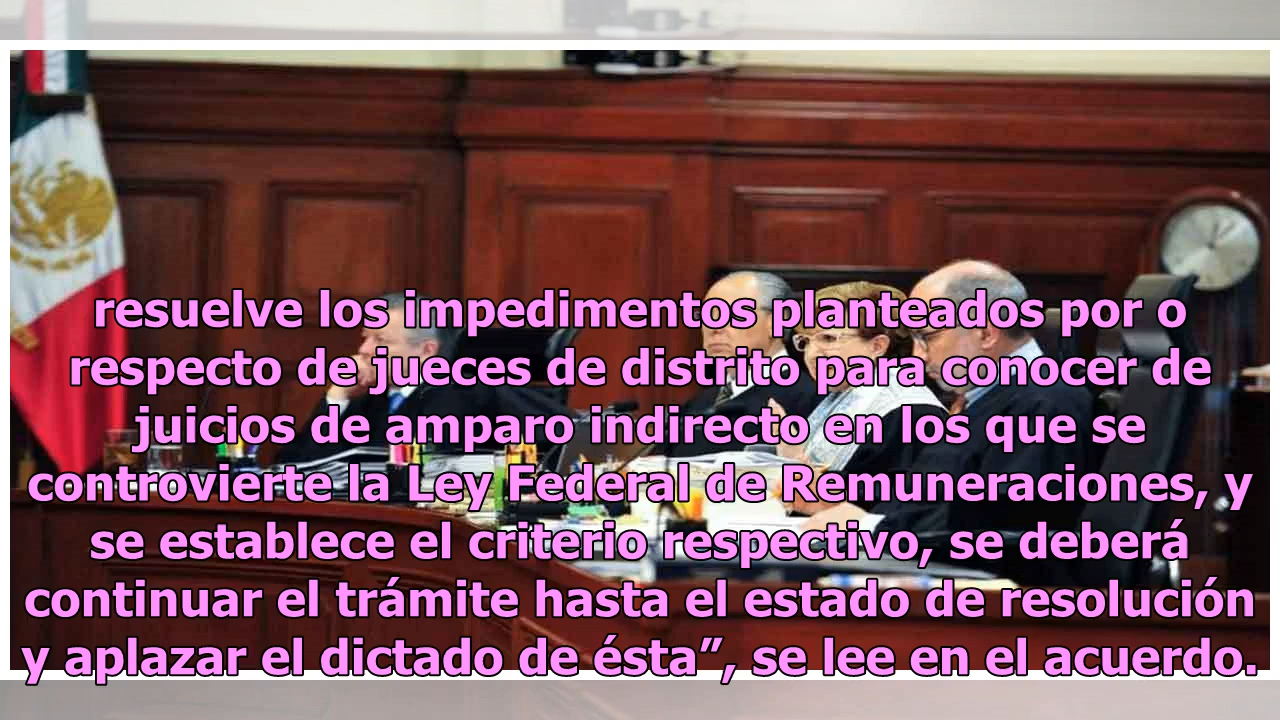 resuelve los impedimentos planteados por o
respecto de jueces de distrito para conocer de
juicios de amparo indirecto en los que se
controvierte la Ley Federal de Remuneraciones, y
se establece el criterio respectivo, se deberá
continuar el trámite hasta el estado de resolución
y aplazar el dictado de ésta”, se lee en el acuerdo.